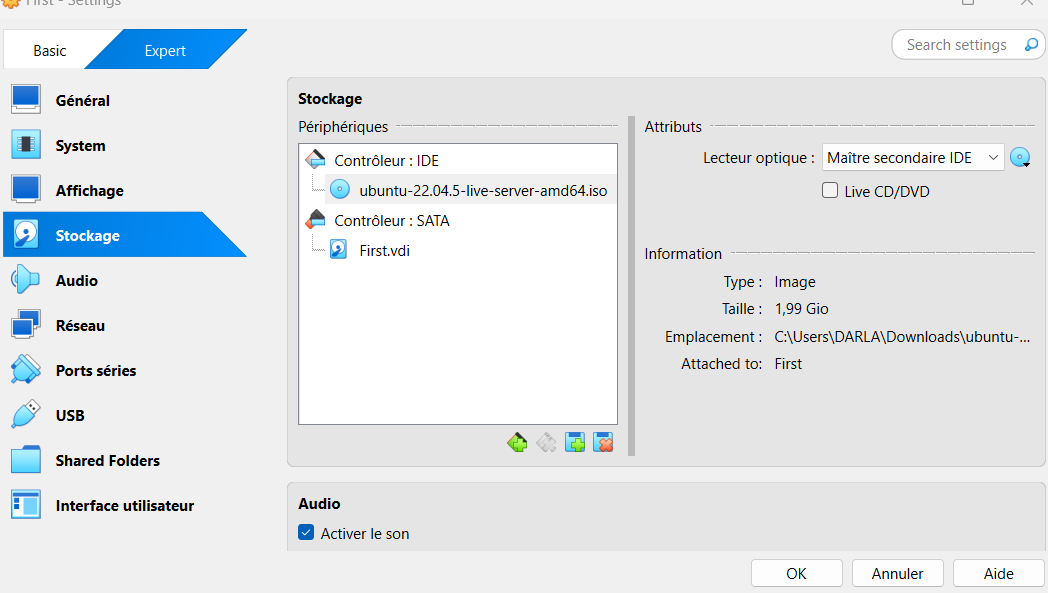 First - Settings
Basic
Expert
Search settings
Général
System
Affichage
Stockage
Audio
Réseau
Ports séries
USB
Shared Folders
Interface utilisateur
Stockage
Périphériques
Contrôleur : IDE
ubuntu-22.04.5-live-server-amd64.iso
Contrôleur : SATA
First.vdi
Attributs
Lecteur optique : Maître secondaire IDE
Live CD/DVD
Information
Type : Image
Taille : 1,99 Gio
Emplacement : C:\Users\DARLA\Downloads\ubuntu-...
Attached to: First
Audio
Activer le son
OK
Annuler
Aide